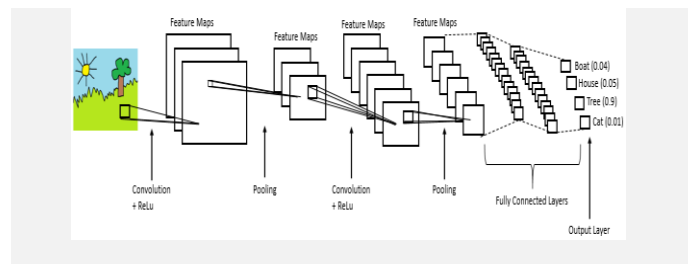 Feature Maps
Feature Maps
Feature Maps
Feature Maps
Boat (0.04)
House (0.05)
Tree (0.9)
Cat (0.01)
Convolution
+ ReLu
Pooling
Convolution
+ ReLu
Pooling
Fully Connected Layers
Output Layer